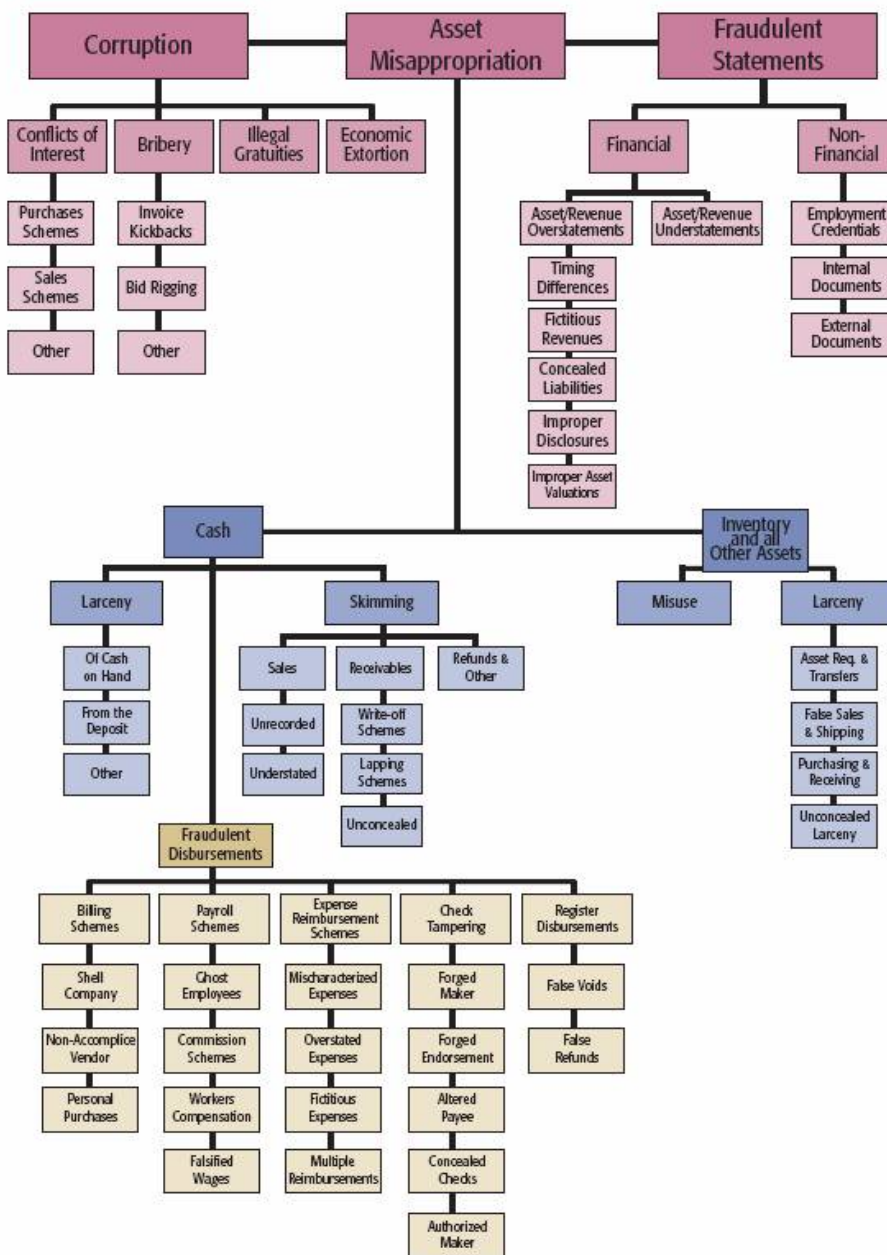 Corruption
Asset
Misappropriation
Fraudulent
Statements
Conflicts of
Interest
Bribery
Illegal
Gratuities
Economic
Extortion
Financial
Non-
Financial
Purchases
Schemes
Invoice
Kickbacks
Asset/Revenue
Overstatements
Asset/Revenue
Understatements
Employment
Credentials
Sales
Schemes
Bid Rigging
Timing
Differences
Internal
Documents
Other
Other
Fictitious
Revenues
External
Documents
Concealed
Liabilities
Improper
Disclosures
Improper Asset
Valuations
Cash
Inventory
and all
Other Assets
Larceny
Skimming
Misuse
Larceny
Of Cash
on Hand
Sales
Receivables
Refunds &
Other
Asset Req. &
Transfers
From the
Deposit
Unrecorded
Write-off
Schemes
False Sales
& Shipping
Other
Understated
Lapping
Schemes
Purchasing &
Receiving
Unconcealed
Unconcealed
Larceny
Fraudulent
Disbursements
Billing
Schemes
Payroll
Schemes
Expense
Reimbursement
Schemes
Check
Tampering
Register
Disbursements
Shell
Company
Ghost
Employees
Mischaracterized
Expenses
Forged
Maker
False Voids
Non-Accomplice
Vendor
Commission
Schemes
Overstated
Expenses
Forged
Endorsement
False
Refunds
Personal
Purchases
Workers
Compensation
Fictitious
Expenses
Altered
Payee
Falsified
Wages
Multiple
Reimbursements
Concealed
Checks
Authorized
Maker